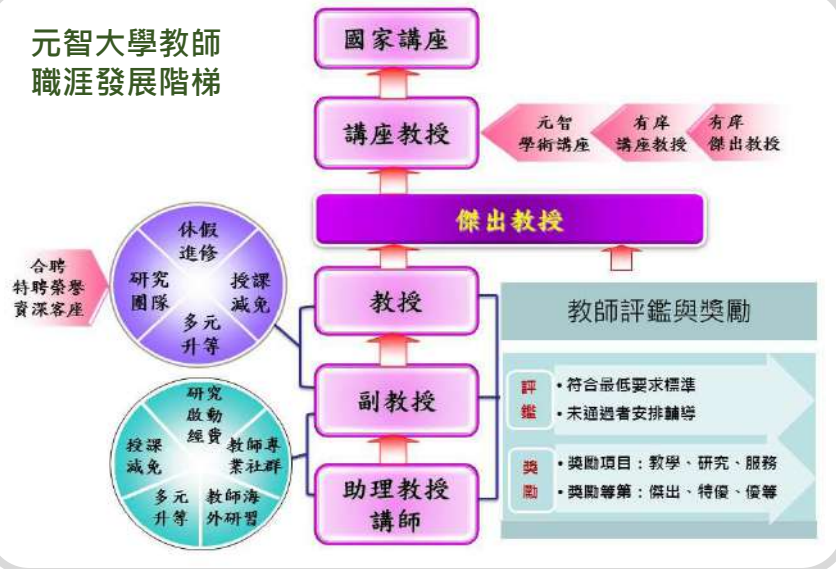 元智大學教師
職涯發展階梯
國家講座
講座教授
元智
學術講座
有庠
講座教授
有庠
傑出教授
傑出教授
合聘
特聘榮譽
資深客座
休假
進修
研究
團隊
授課
減免
多元
升等
教授
副教授
助理教授
講師
研究
啟動
經費
授課
減免
教師專
業社群
多元
升等
教師海
外研習
教師評鑑與獎勵
評
鑑
•符合最低要求標準
•未通過者安排輔導
獎
勵
•獎勵項目：教學、研究、服務
•獎勵等第：傑出、特優、優等